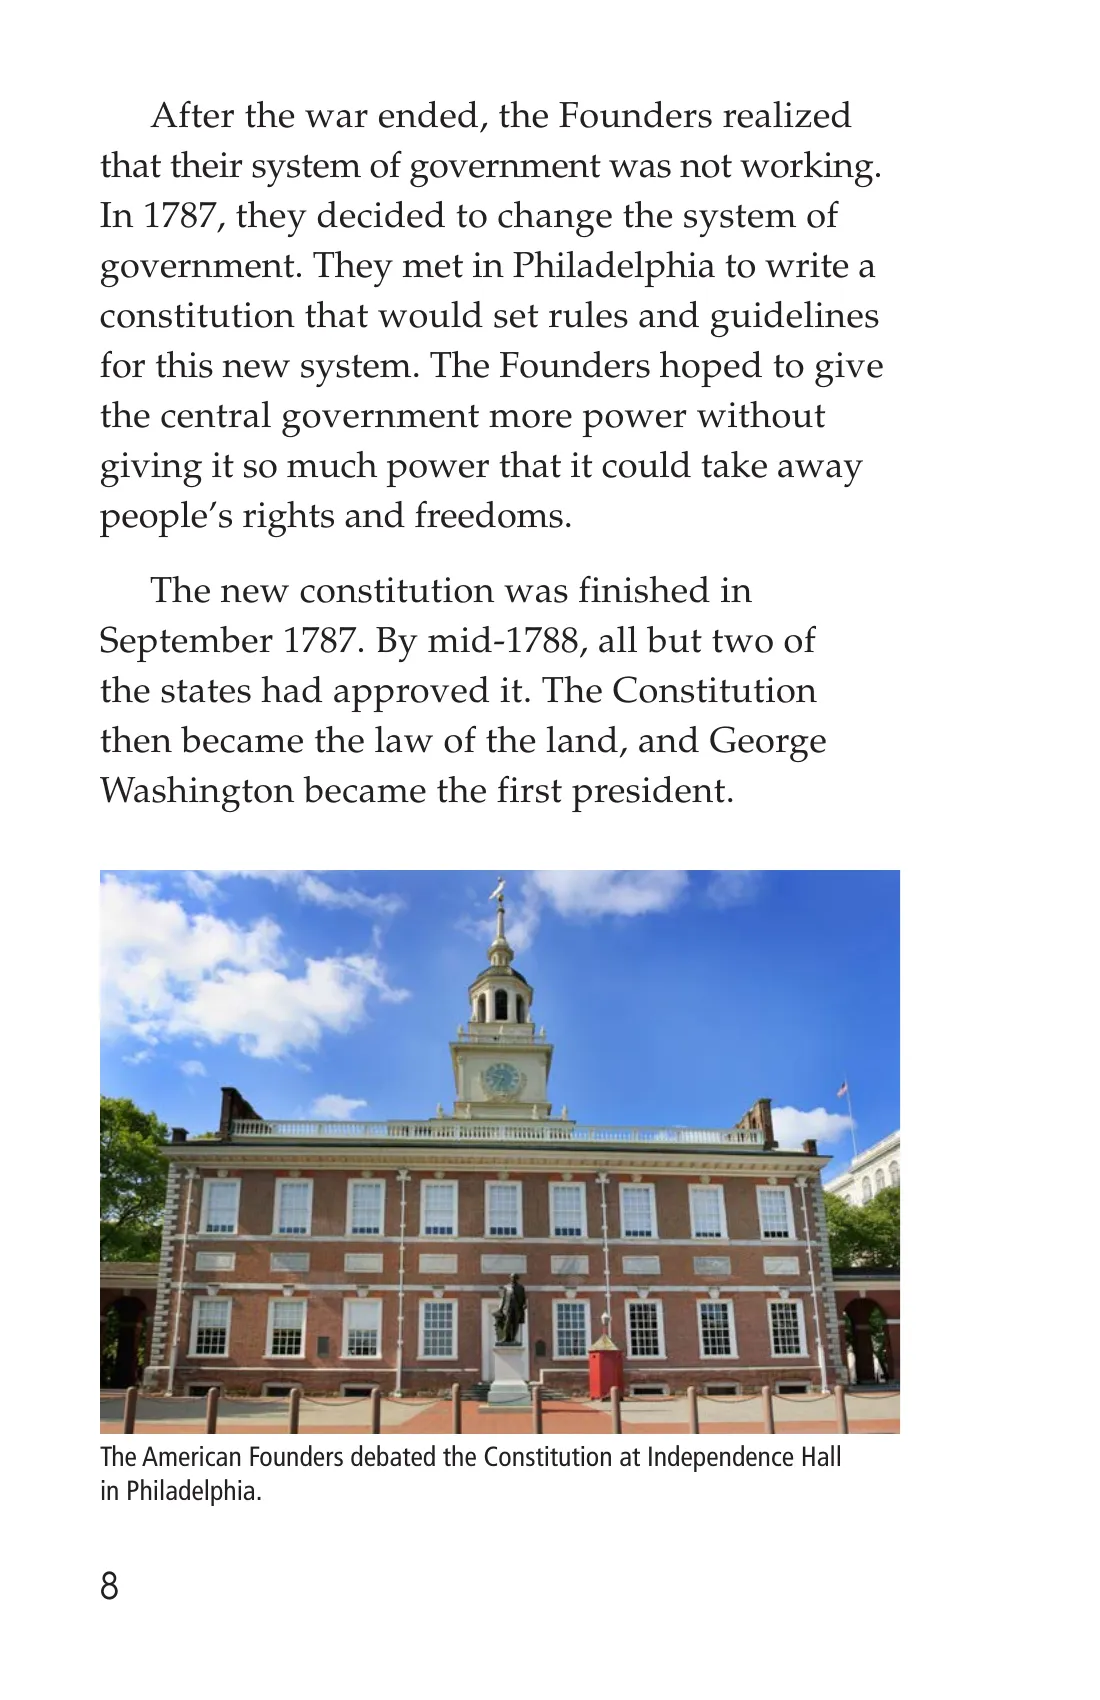 After the war ended, the Founders realized
that their system of government was not working.
In 1787, they decided to change the system of
government. They met in Philadelphia to write a
constitution that would set rules and guidelines
for this new system. The Founders hoped to give
the central government more power without
giving it so much power that it could take away
people’s rights and freedoms.
The new constitution was finished in
September 1787. By mid-1788, all but two of
the states had approved it. The Constitution
then became the law of the land, and George
Washington became the first president.
The American Founders debated the Constitution at Independence Hall
in Philadelphia.
8